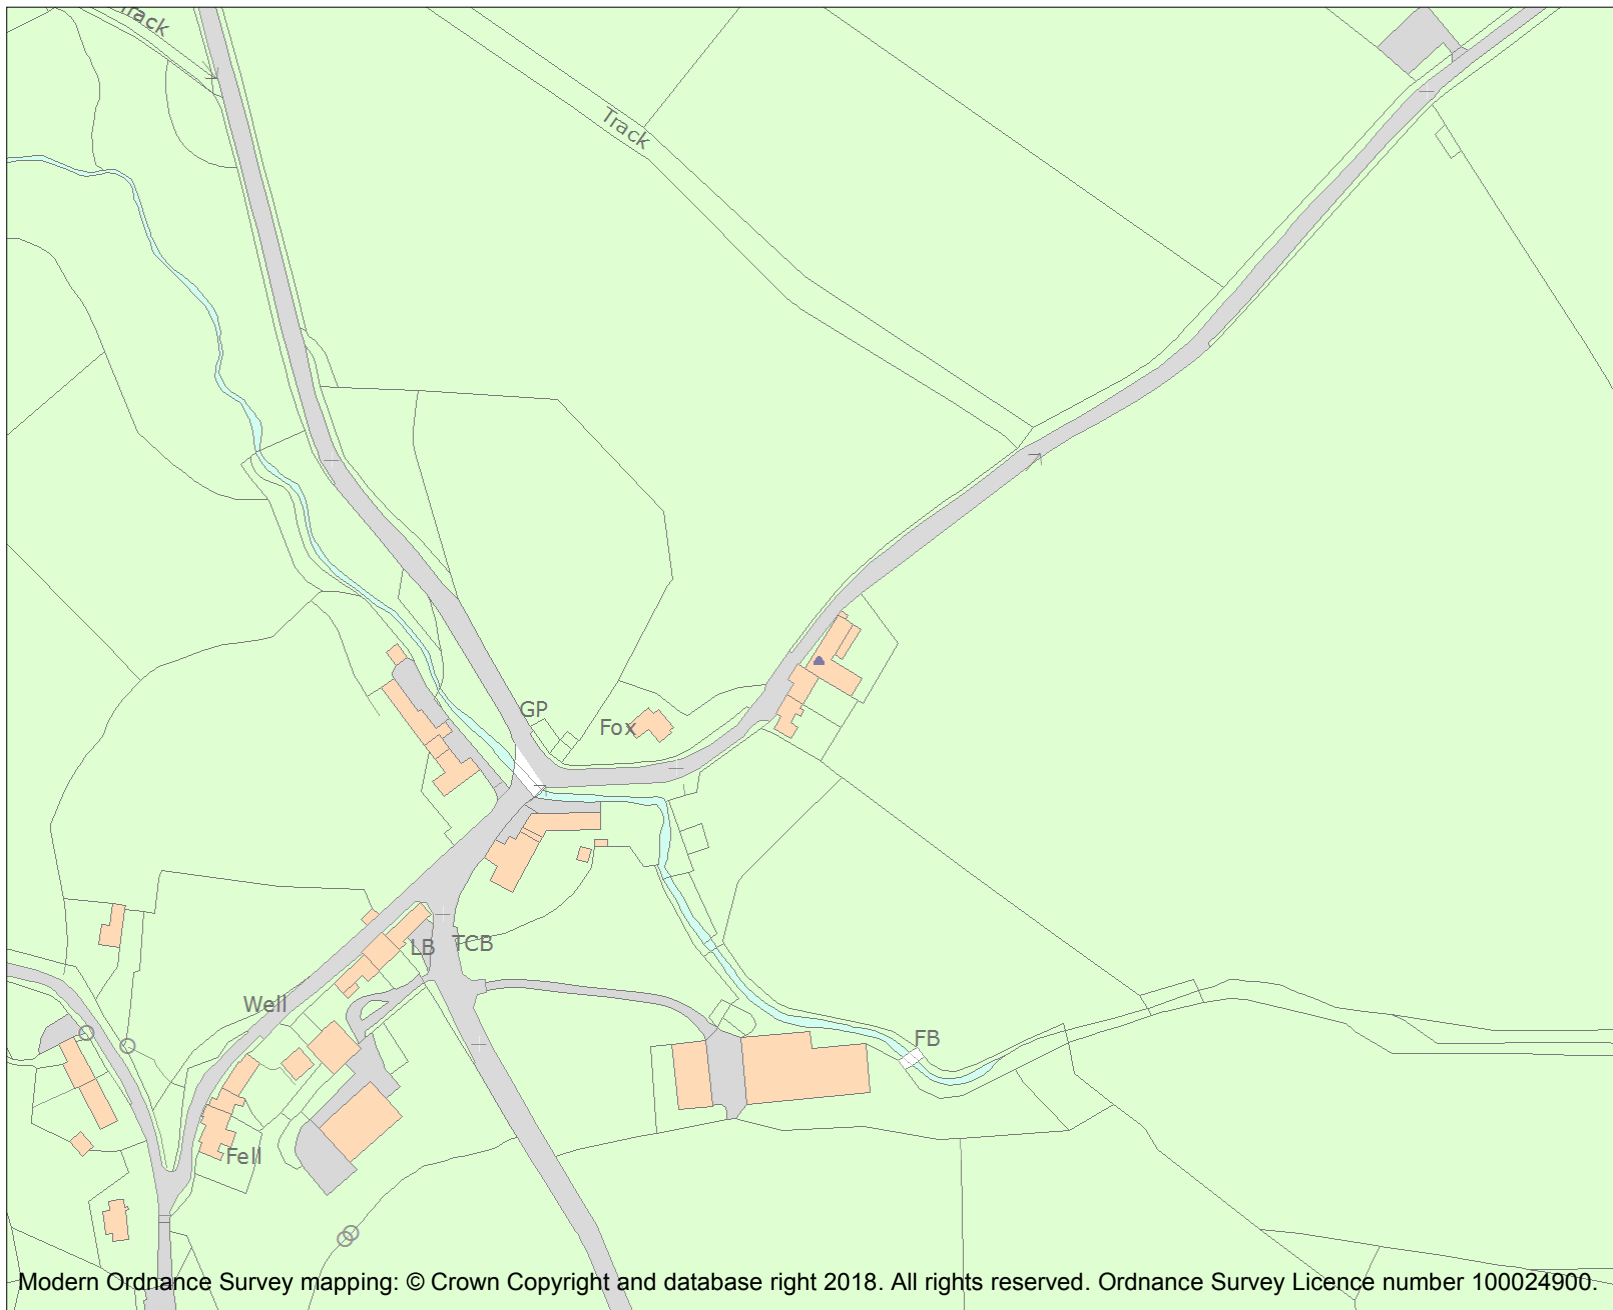 Track
Track
GP
Fox
LB
TCB
Well
FB
Fell
Modern Ordnance Survey mapping: © Crown Copyright and database right 2018. All rights reserved. Ordnance Survey Licence number 100024900.